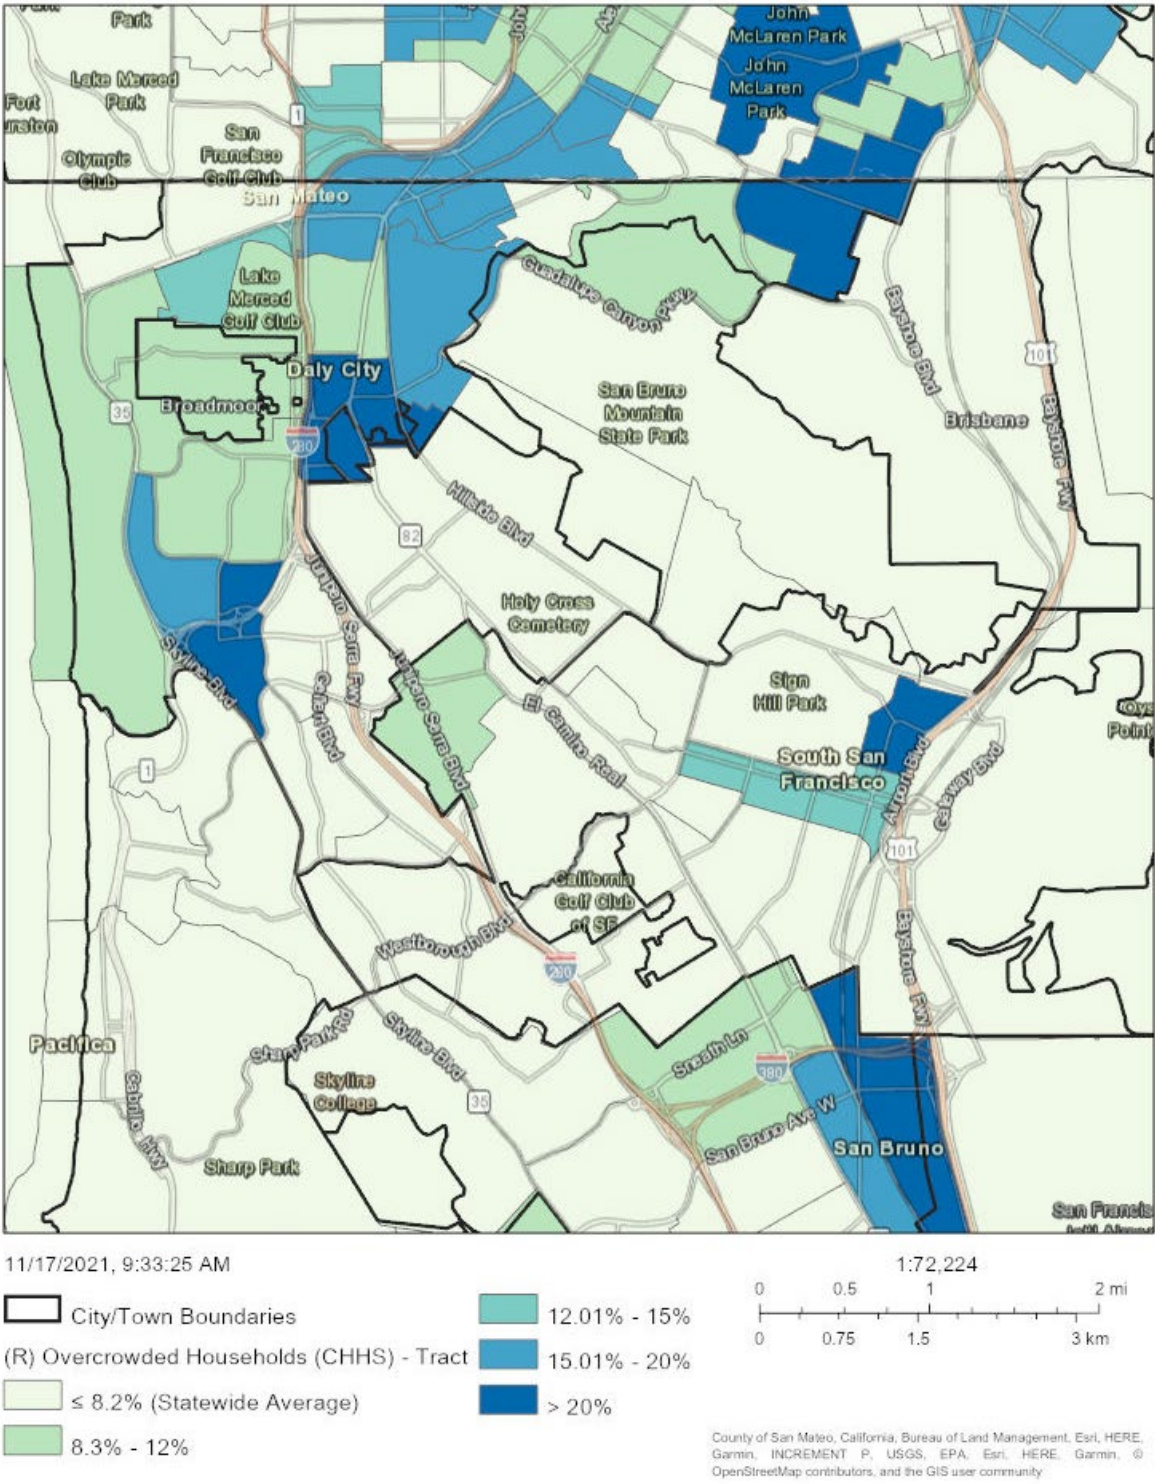 Park
John
McLaren Park
Lake Merced
Park
John
McLaren
Park
Fort
1
San
Francisco
Golf Club
Olympic
Club
San Mateo
Guadalupe Canyon Pkwy
Lake
Merced
Golf Club
Bayshore Blvd
101
Daly City
San Bruno
Mountain
State Park
35
Broadmoor
Brisbane
Bayshore Fwy
280
Hillside Blvd
82
Junipero Serra Fwy
Holy Cross
Cemetery
Skyline Blvd
Junipero Serra Blvd
Gellert Blvd
Sign
Hill Park
El Camino Real
Oys
Point
1
South San
Francisco
Airport Blvd
Gateway Blvd
101
California
Golf Club
of SF
Westborough Blvd
Bayshore Fwy
280
Pacifica
Sharp Park Rd
Skyline Blvd
Sneath Ln
380
Skyline
College
35
Cabrillo Hwy
San Bruno Ave W
San Bruno
Sharp Park
San Francis
11/17/2021, 9:33:25 AM
1:72,224
0 0.5 1 2 mi
0 0.75 1.5 3 km
City/Town Boundaries
(R) Overcrowded Households (CHHS) - Tract
≤ 8.2% (Statewide Average)
8.3% - 12%
12.01% - 15%
15.01% - 20%
> 20%
County of San Mateo, California, Bureau of Land Management, Esri, HERE,
Garmin, INCREMENT P, USGS, EPA, Esri, HERE, Garmin, ©
OpenStreetMap contributors, and the GIS user community